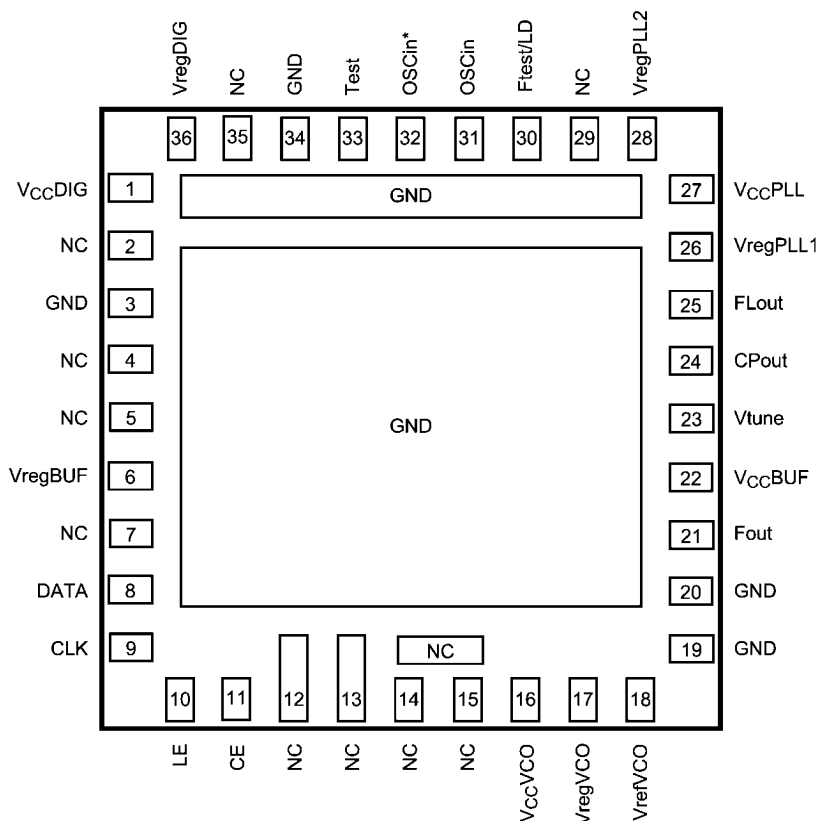 VregDIG
NC
GND
Test
OSCin*
OSCin
Ftest/LD
NC
VregPLL2
36
35
34
33
32
31
30
29
28
VCCDIG 1
GND
27 VCCPLL
NC 2
26 VregPLL1
GND 3
25 FLout
NC 4
24 CPout
NC 5
GND
23 Vtune
VregBUF 6
22 VCCBUF
NC 7
21 Fout
DATA 8
20 GND
CLK 9
NC
19 GND
10
11
12
13
14
15
16
17
18
LE
CE
NC
NC
NC
NC
VCCVCO
VregVCO
VrefVCO